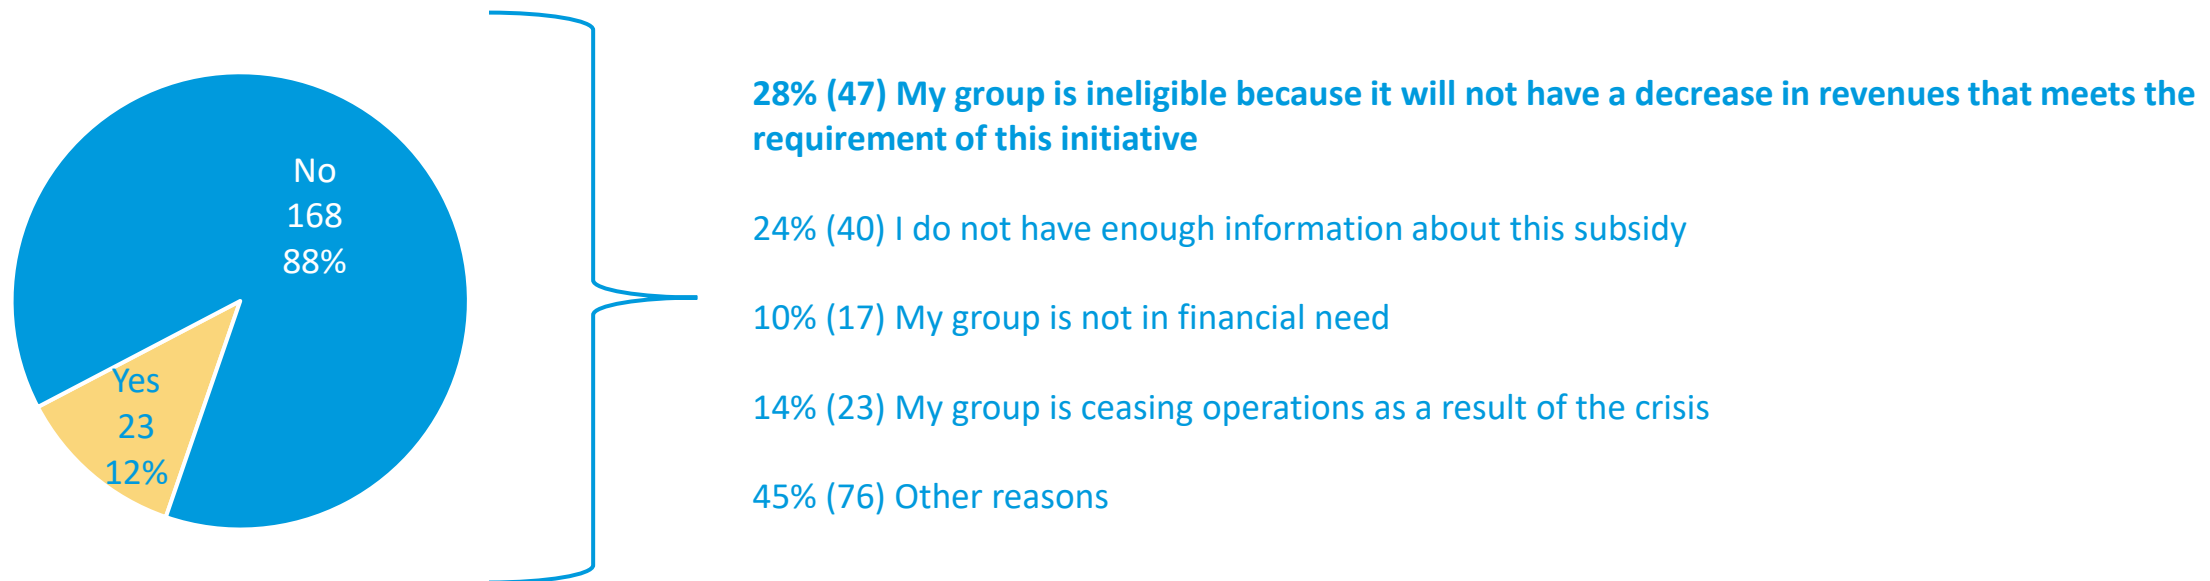 No
168
88%
Yes
23
12%
28% (47) My group is ineligible because it will not have a decrease in revenues that meets the
requirement of this initiative
24% (40) I do not have enough information about this subsidy
10% (17) My group is not in financial need
14% (23) My group is ceasing operations as a result of the crisis
45% (76) Other reasons